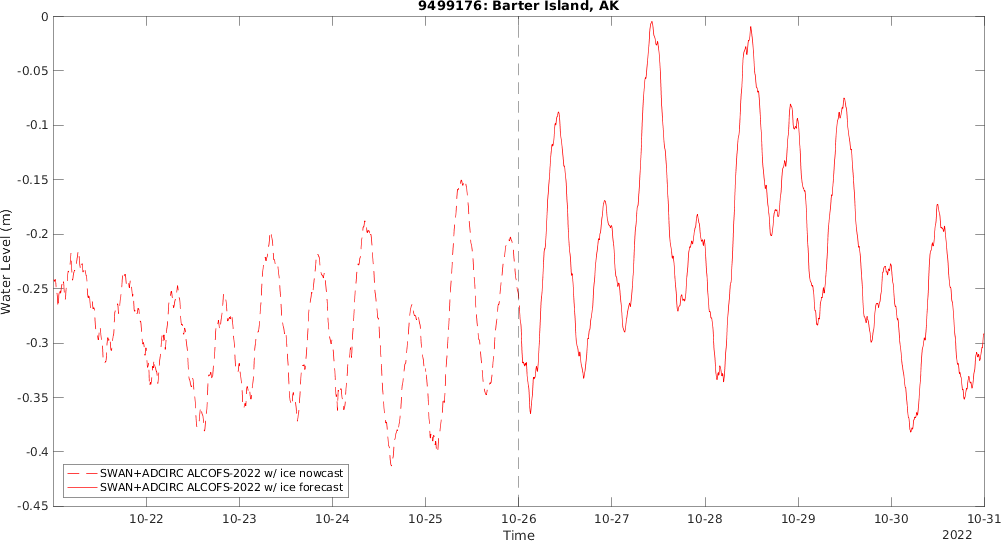 9499176: Barter Island, AK
0
-0.05
-0.1
-0.15
-0.2
-0.25
-0.3
-0.35
-0.4
-0.45
Water Level (m)
SWAN+ADCIRC ALCOFS-2022 w/ ice nowcast
SWAN+ADCIRC ALCOFS-2022 w/ ice forecast
10-22 10-23 10-24 10-25 10-26 10-27 10-28 10-29 10-30 10-31
Time
2022